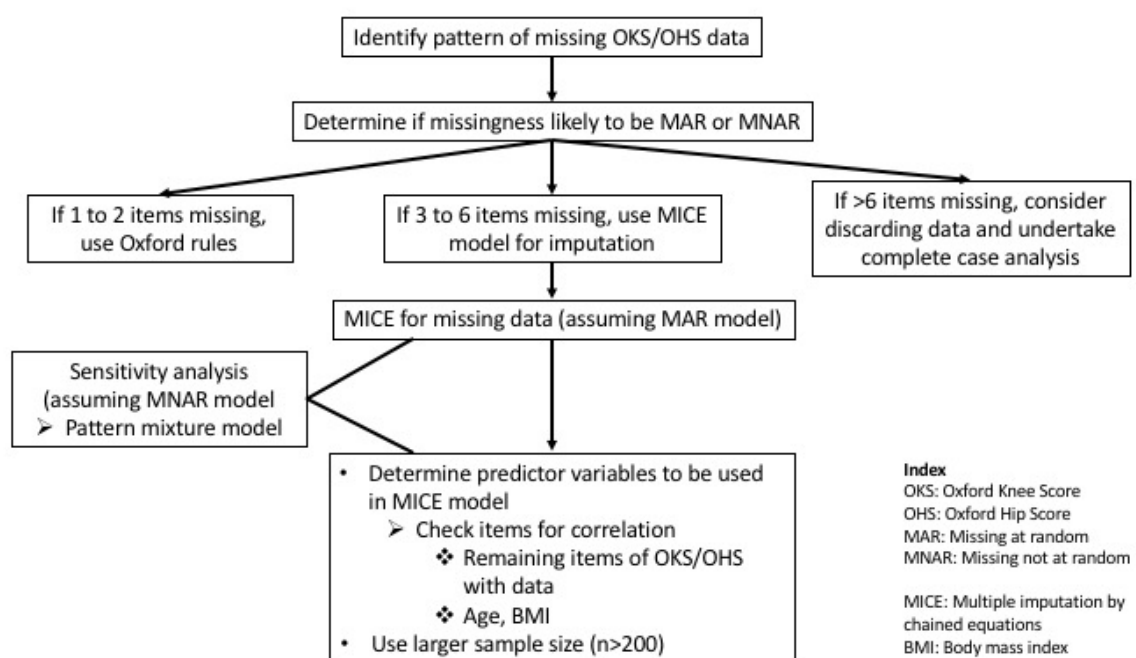 Identify pattern of missing OKS/OHS data
Determine if missingness likely to be MAR or MNAR
If 1 to 2 items missing,
use Oxford rules
If 3 to 6 items missing, use MICE
model for imputation
If >6 items missing, consider
discarding data and undertake
complete case analysis
MICE for missing data (assuming MAR model)
Sensitivity analysis
(assuming MNAR model
➢ Pattern mixture model
• Determine predictor variables to be used
in MICE model
➢ Check items for correlation
❖ Remaining items of OKS/OHS
with data
❖ Age, BMI
• Use larger sample size (n>200)
Index
OKS: Oxford Knee Score
OHS: Oxford Hip Score
MAR: Missing at random
MNAR: Missing not at random
MICE: Multiple imputation by
chained equations
BMI: Body mass index